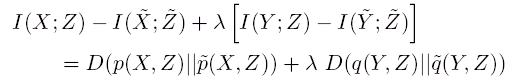 I(X; Z) − I(X̃; Z̃) + λ [I(Y; Z) − I(Ỹ; Z̃)]
= D(p(X, Z)||p̃(X, Z)) + λ D(q(Y, Z)||q̃(Y, Z))